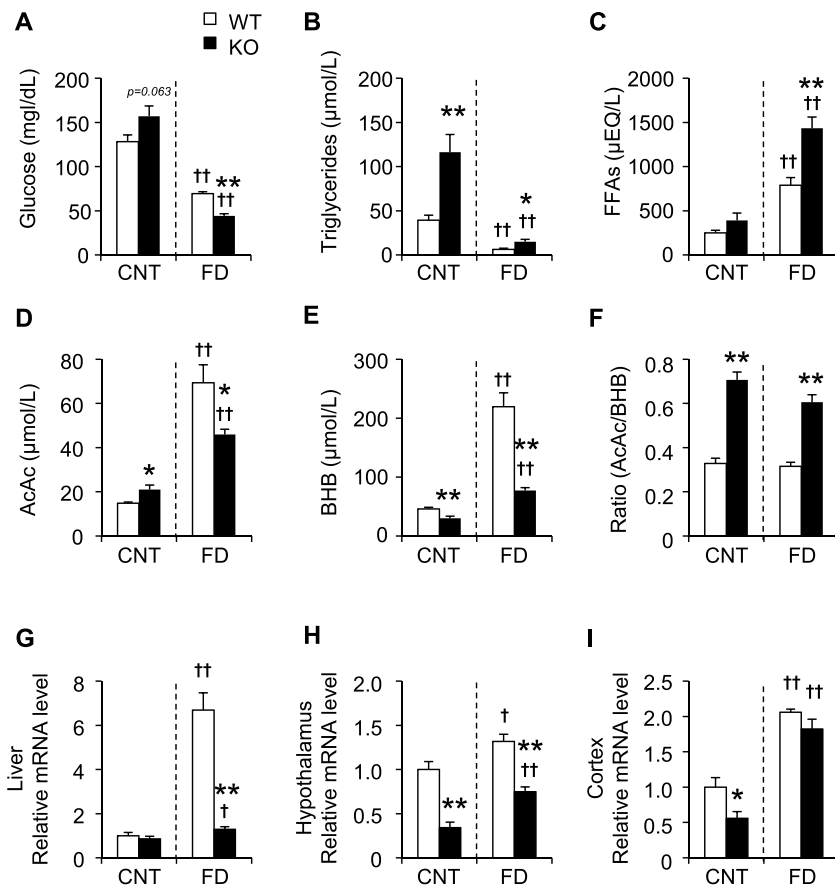 A
WT
KO
Glucose (mgl/dL)
200
150
100
50
0
p=0.063
††
**
††
CNT
FD
B
Triglycerides (μmol/L)
200
150
100
50
0
**
††
*
††
CNT
FD
C
FFAs (μEQ/L)
2000
1500
1000
500
0
††
**
††
CNT
FD
D
AcAc (μmol/L)
80
60
40
20
0
*
††
*
††
CNT
FD
E
BHB (μmol/L)
300
200
100
0
**
††
**
††
CNT
FD
F
Ratio (AcAc/BHB)
0.8
0.6
0.4
0.2
0
**
**
CNT
FD
G
Liver
Relative mRNA level
8
6
4
2
0
††
**
†
CNT
FD
H
Hypothalamus
Relative mRNA level
2.0
1.5
1.0
0.5
0
**
†
**
††
CNT
FD
I
Cortex
Relative mRNA level
2.5
2.0
1.5
1.0
0.5
0
*
††
††
CNT
FD